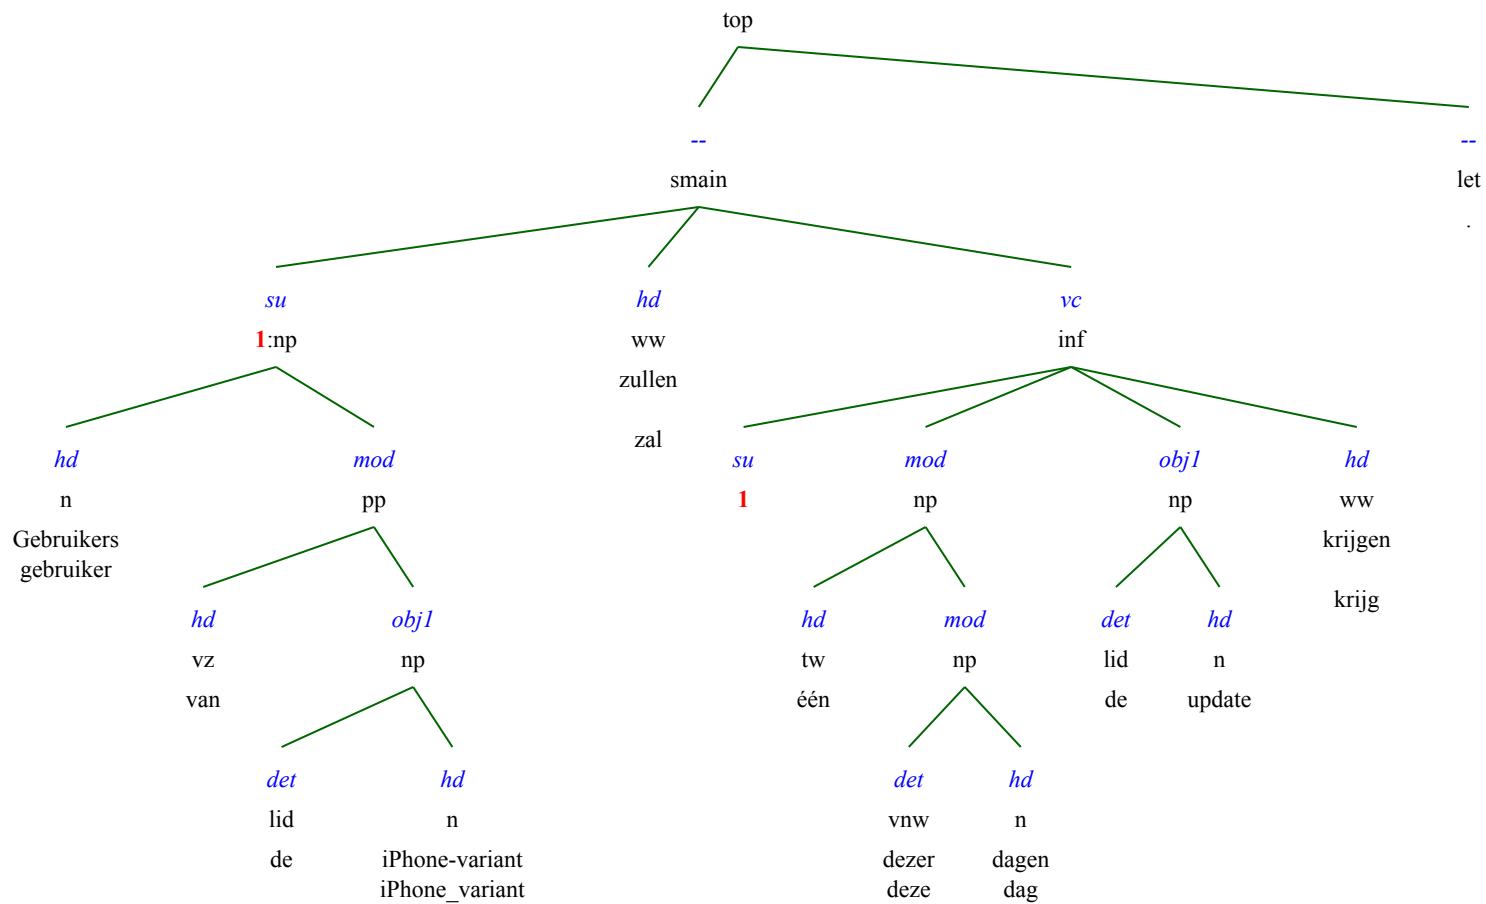 top
-- --
smain let
.
su hd vc
1:np ww inf
zullen
zal
hd mod su mod obj1 hd
n pp 1 np np ww
Gebruikers krijgen
gebruiker
krijg
hd obj1 hd mod det hd
vz np tw np lid n
van één de update
det hd det hd
lid n vnw n
de iPhone-variant dezer dagen
iPhone_variant deze dag